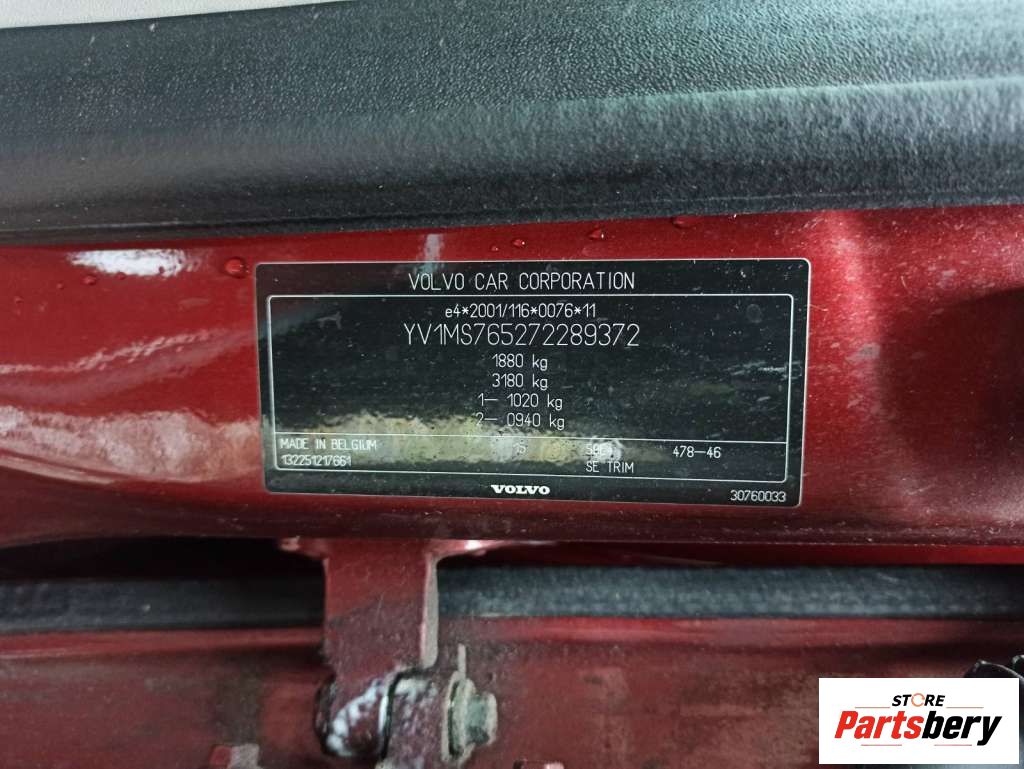 VOLVO CAR CORPORATION
e4*2001/116*0076*11
YV1MS765272289372
1880 kg
3180 kg
1— 1020 kg
2— 0940 kg
MADE IN BELGIUM 15 478—46
132251217661 SE TRIM
VOLVO 30760033
STORE
Partsbery